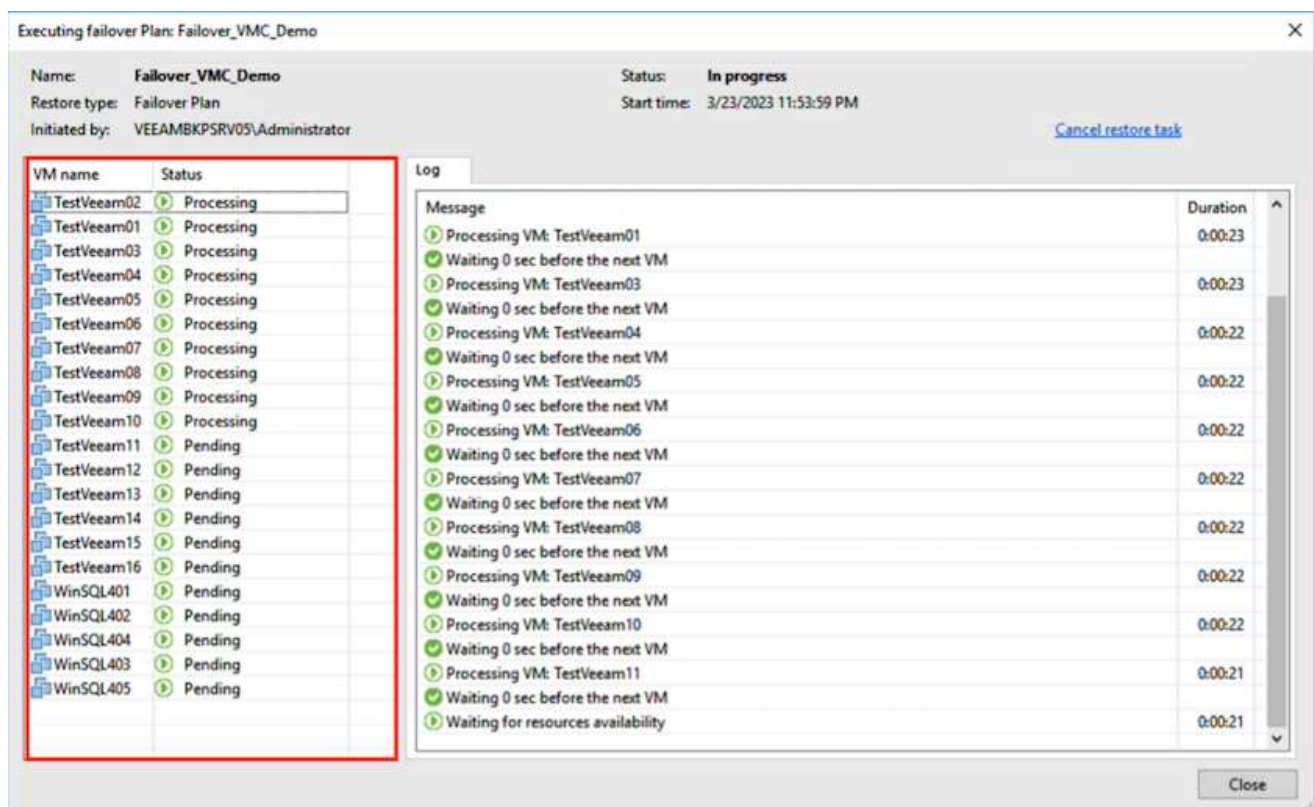 Executing failover Plan: Failover_VMC_Demo
Name: Failover_VMC_Demo Status: In progress
Restore type: Failover Plan Start time: 3/23/2023 11:53:59 PM
Initiated by: VEEAMBKPSRV05\Administrator Cancel restore task
VM name Status
TestVeeam02 Processing
TestVeeam01 Processing
TestVeeam03 Processing
TestVeeam04 Processing
TestVeeam05 Processing
TestVeeam06 Processing
TestVeeam07 Processing
TestVeeam08 Processing
TestVeeam09 Processing
TestVeeam10 Processing
TestVeeam11 Pending
TestVeeam12 Pending
TestVeeam13 Pending
TestVeeam14 Pending
TestVeeam15 Pending
TestVeeam16 Pending
WinSQL401 Pending
WinSQL402 Pending
WinSQL404 Pending
WinSQL403 Pending
WinSQL405 Pending
Log
Message Duration
Processing VM: TestVeeam01 0:00:23
Waiting 0 sec before the next VM
Processing VM: TestVeeam03 0:00:23
Waiting 0 sec before the next VM
Processing VM: TestVeeam04 0:00:22
Waiting 0 sec before the next VM
Processing VM: TestVeeam05 0:00:22
Waiting 0 sec before the next VM
Processing VM: TestVeeam06 0:00:22
Waiting 0 sec before the next VM
Processing VM: TestVeeam07 0:00:22
Waiting 0 sec before the next VM
Processing VM: TestVeeam08 0:00:22
Waiting 0 sec before the next VM
Processing VM: TestVeeam09 0:00:22
Waiting 0 sec before the next VM
Processing VM: TestVeeam10 0:00:22
Waiting 0 sec before the next VM
Processing VM: TestVeeam11 0:00:21
Waiting 0 sec before the next VM
Waiting for resources availability 0:00:21
Close